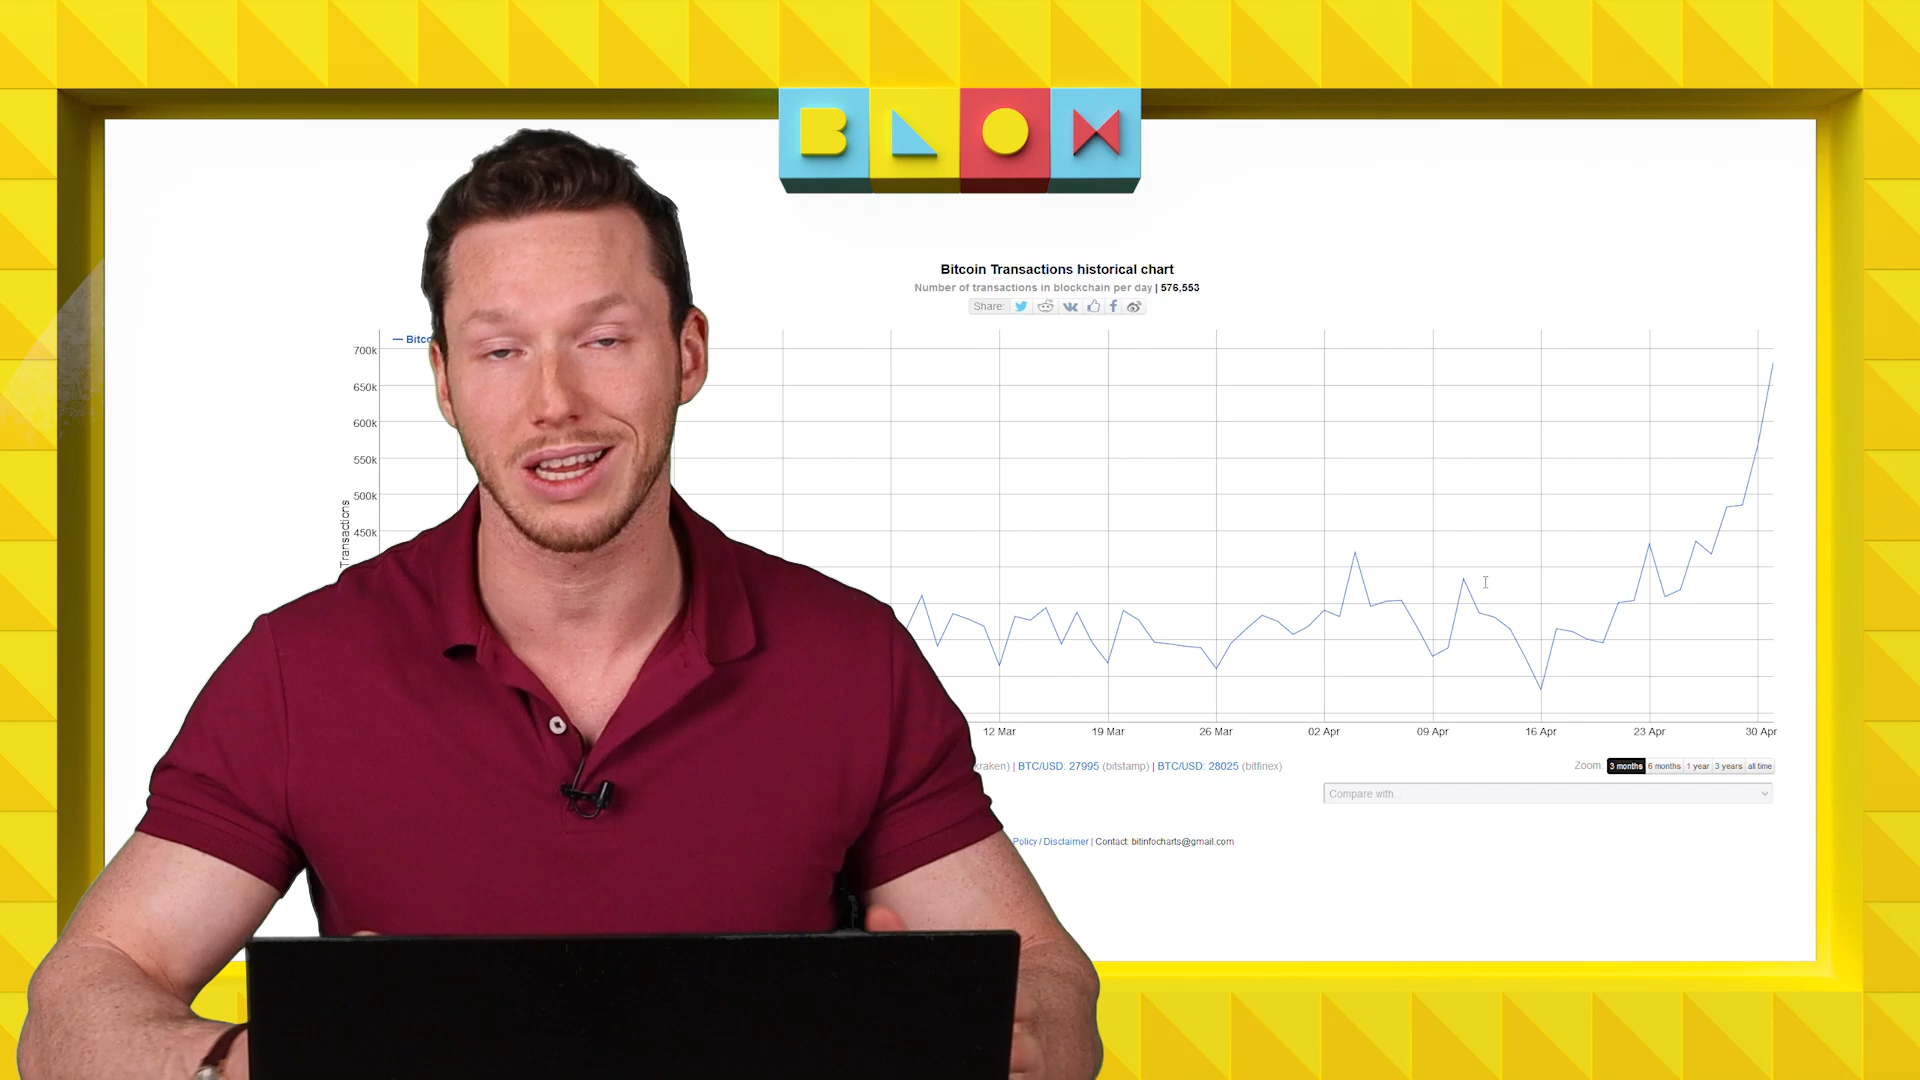 BLOX
Bitcoin Transactions historical chart
Number of transactions in blockchain per day | 576,553
Share:
700k
650k
600k
550k
500k
450k
Transactions
12 Mar 19 Mar 26 Mar 02 Apr 09 Apr 16 Apr 23 Apr 30 Apr
kraken) | BTC/USD: 27995 (bitstamp) | BTC/USD: 28025 (bitfinex)
Zoom: 3 months 6 months 1 year 3 years all time
Compare with...
Policy / Disclaimer | Contact: bitinfocharts@gmail.com